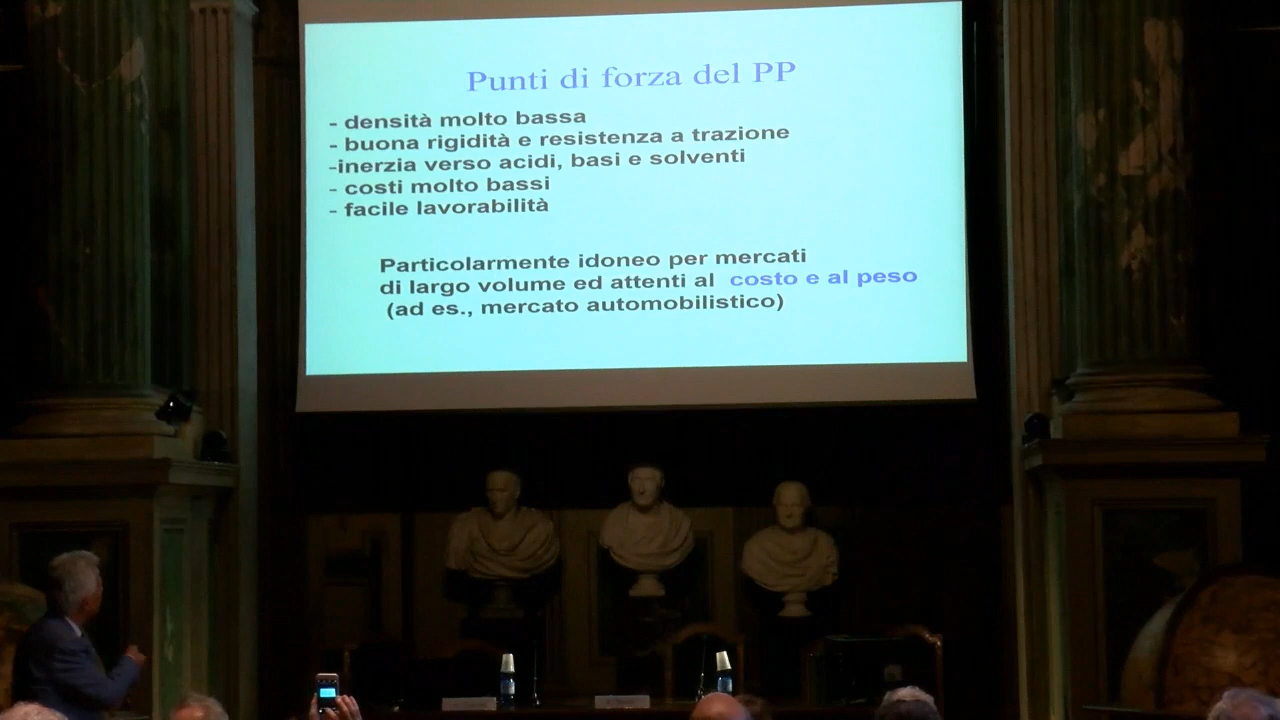 Punti di forza del PP
- densità molto bassa
- buona rigidità e resistenza a trazione
-inerzia verso acidi, basi e solventi
- costi molto bassi
- facile lavorabilità
Particolarmente idoneo per mercati
di largo volume ed attenti al costo e al peso
(ad es., mercato automobilistico)